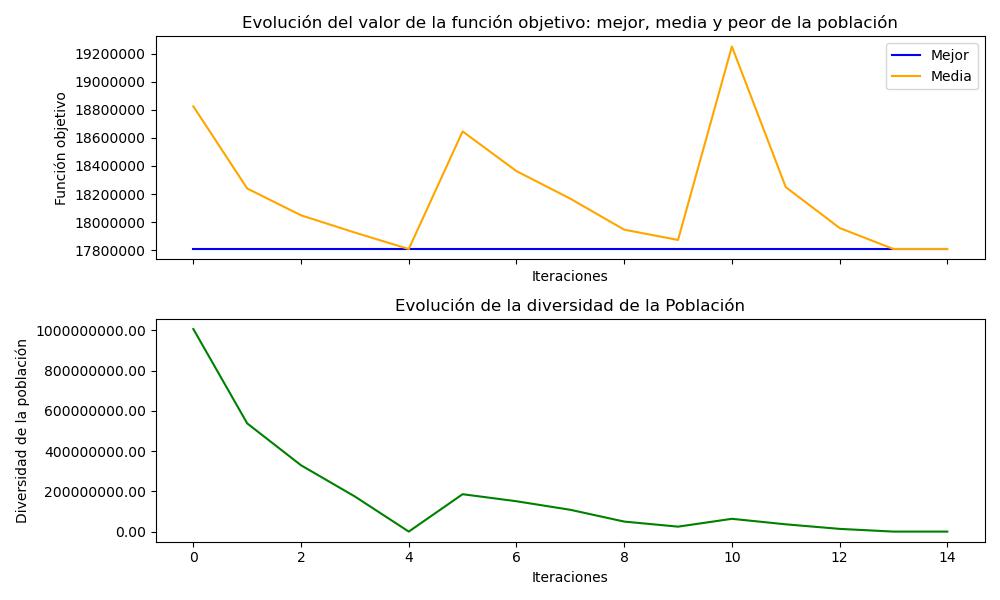 Evolución del valor de la función objetivo: mejor, media y peor de la población
19200000
19000000
18800000
18600000
18400000
18200000
18000000
17800000
Función objetivo
Mejor
Media
Iteraciones
Evolución de la diversidad de la Población
1000000000.00
800000000.00
600000000.00
400000000.00
200000000.00
0.00
Diversidad de la población
0 2 4 6 8 10 12 14
Iteraciones